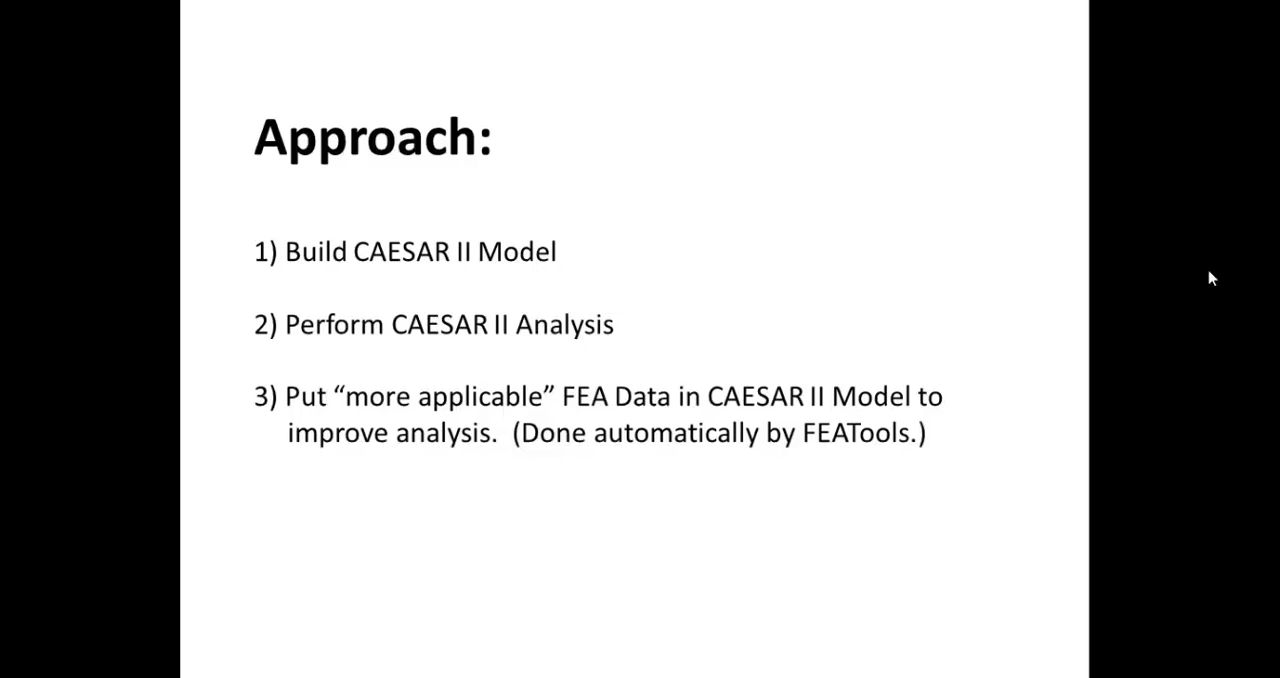 Approach:
1) Build CAESAR II Model
2) Perform CAESAR II Analysis
3) Put “more applicable” FEA Data in CAESAR II Model to
improve analysis.  (Done automatically by FEATools.)